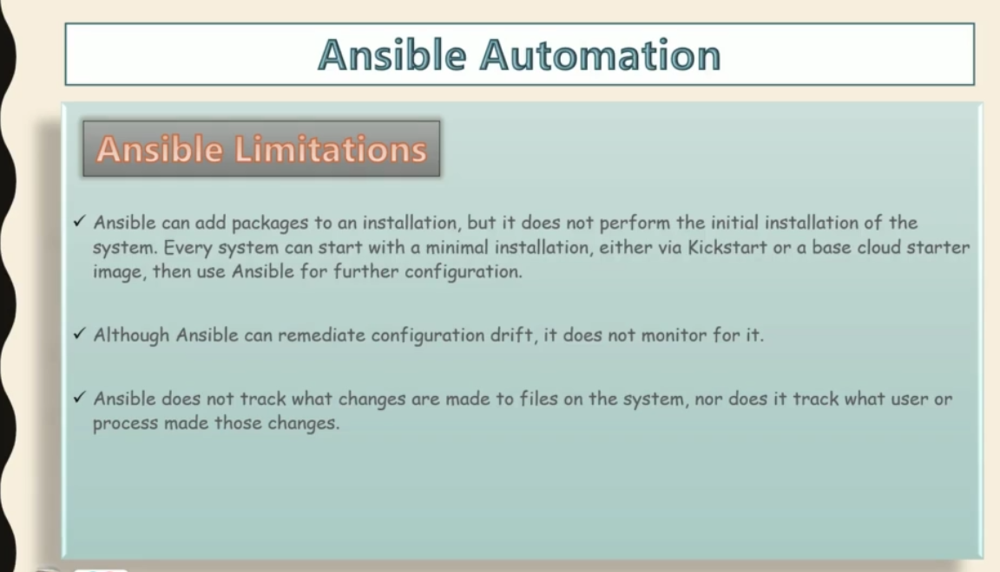 Ansible Automation
Ansible Limitations
✓ Ansible can add packages to an installation, but it does not perform the initial installation of the
system. Every system can start with a minimal installation, either via Kickstart or a base cloud starter
image, then use Ansible for further configuration.
✓ Although Ansible can remediate configuration drift, it does not monitor for it.
✓ Ansible does not track what changes are made to files on the system, nor does it track what user or
process made those changes.